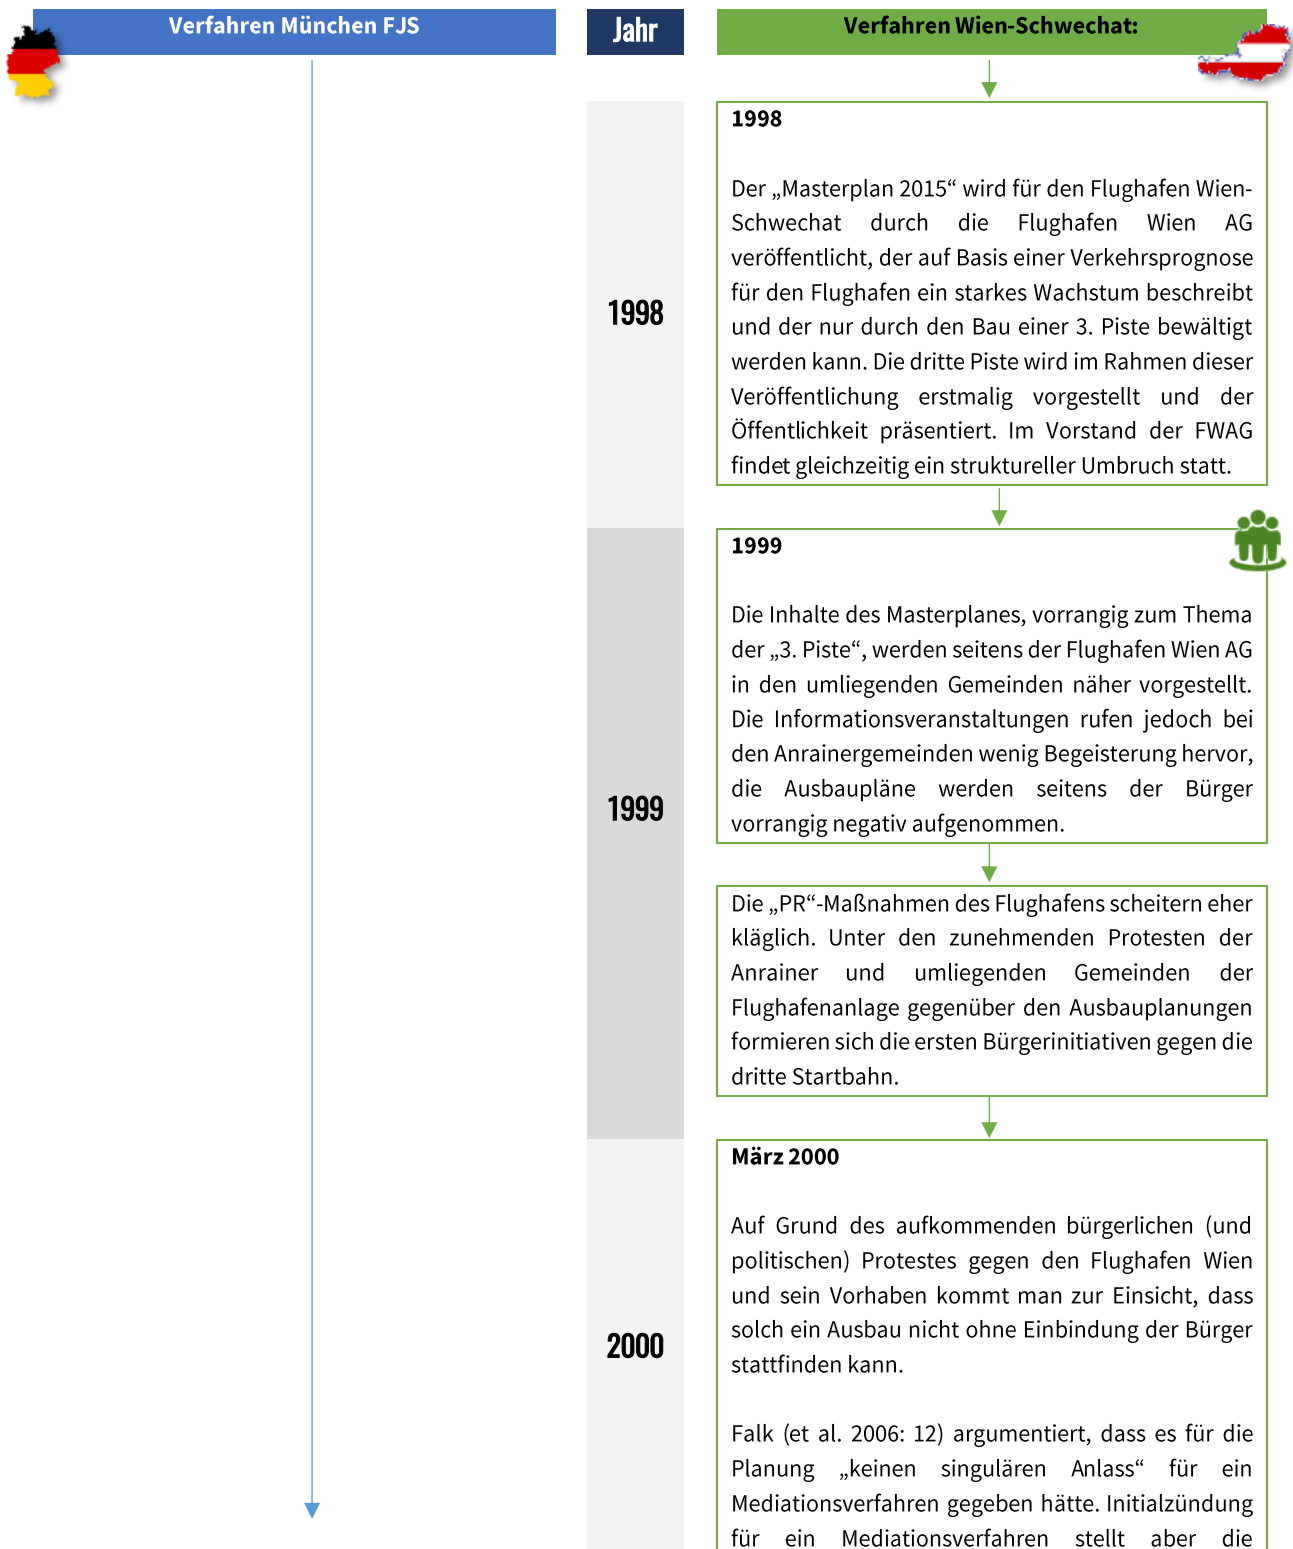 Verfahren München FJS
Jahr
Verfahren Wien-Schwechat:
1998
1998
Der „Masterplan 2015“ wird für den Flughafen Wien-
Schwechat durch die Flughafen Wien AG
veröffentlicht, der auf Basis einer Verkehrsprognose
für den Flughafen ein starkes Wachstum beschreibt
und der nur durch den Bau einer 3. Piste bewältigt
werden kann. Die dritte Piste wird im Rahmen dieser
Veröffentlichung erstmalig vorgestellt und der
Öffentlichkeit präsentiert. Im Vorstand der FWAG
findet gleichzeitig ein struktureller Umbruch statt.
1999
1999
Die Inhalte des Masterplanes, vorrangig zum Thema
der „3. Piste“, werden seitens der Flughafen Wien AG
in den umliegenden Gemeinden näher vorgestellt.
Die Informationsveranstaltungen rufen jedoch bei
den Anrainergemeinden wenig Begeisterung hervor,
die Ausbaupläne werden seitens der Bürger
vorrangig negativ aufgenommen.
Die „PR“-Maßnahmen des Flughafens scheitern eher
kläglich. Unter den zunehmenden Protesten der
Anrainer und umliegenden Gemeinden der
Flughafenanlage gegenüber den Ausbauplanungen
formieren sich die ersten Bürgerinitiativen gegen die
dritte Startbahn.
2000
März 2000
Auf Grund des aufkommenden bürgerlichen (und
politischen) Protestes gegen den Flughafen Wien
und sein Vorhaben kommt man zur Einsicht, dass
solch ein Ausbau nicht ohne Einbindung der Bürger
stattfinden kann.
Falk (et al. 2006: 12) argumentiert, dass es für die
Planung „keinen singulären Anlass“ für ein
Mediationsverfahren gegeben hätte. Initialzündung
für ein Mediationsverfahren stellt aber die